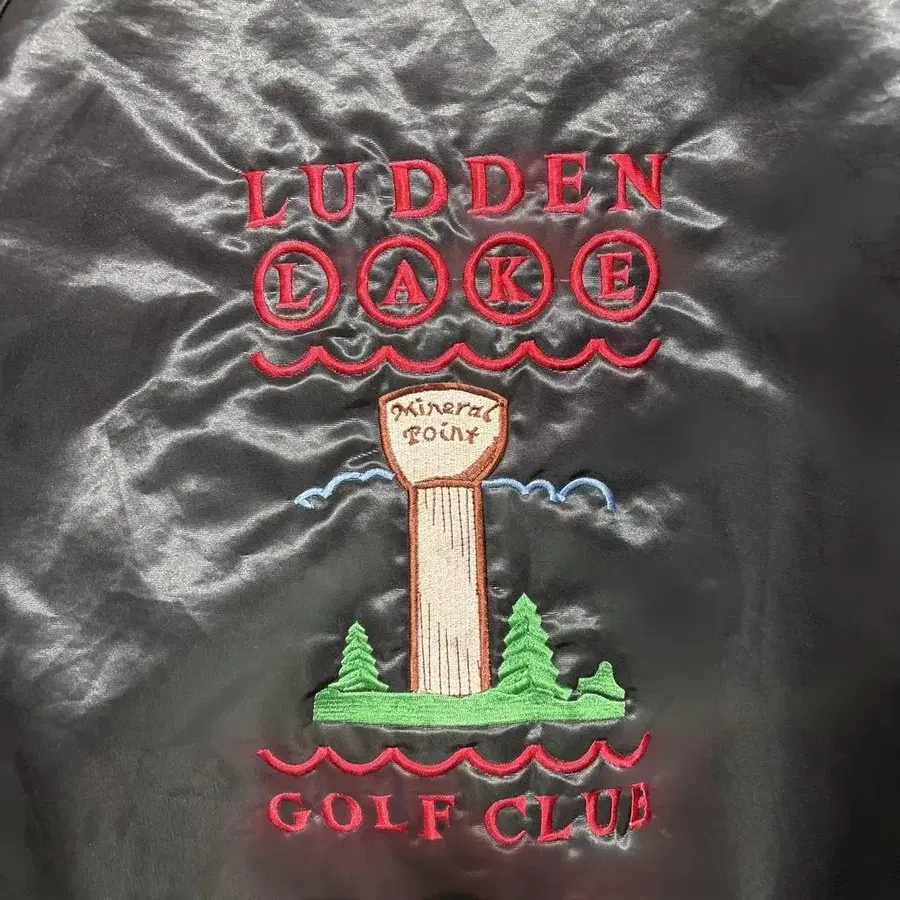 LUDDEN
LAKE
Mineral
Point
GOLF CLUB